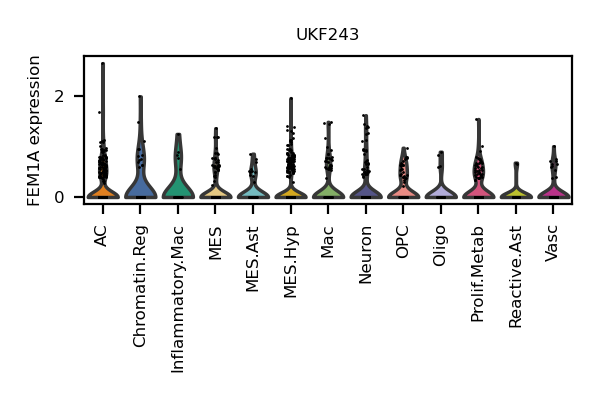 UKF243
FEM1A expression
2
0
AC
Chromatin.Reg
Inflammatory.Mac
MES
MES.Ast
MES.Hyp
Mac
Neuron
OPC
Oligo
Prolif.Metab
Reactive.Ast
Vasc